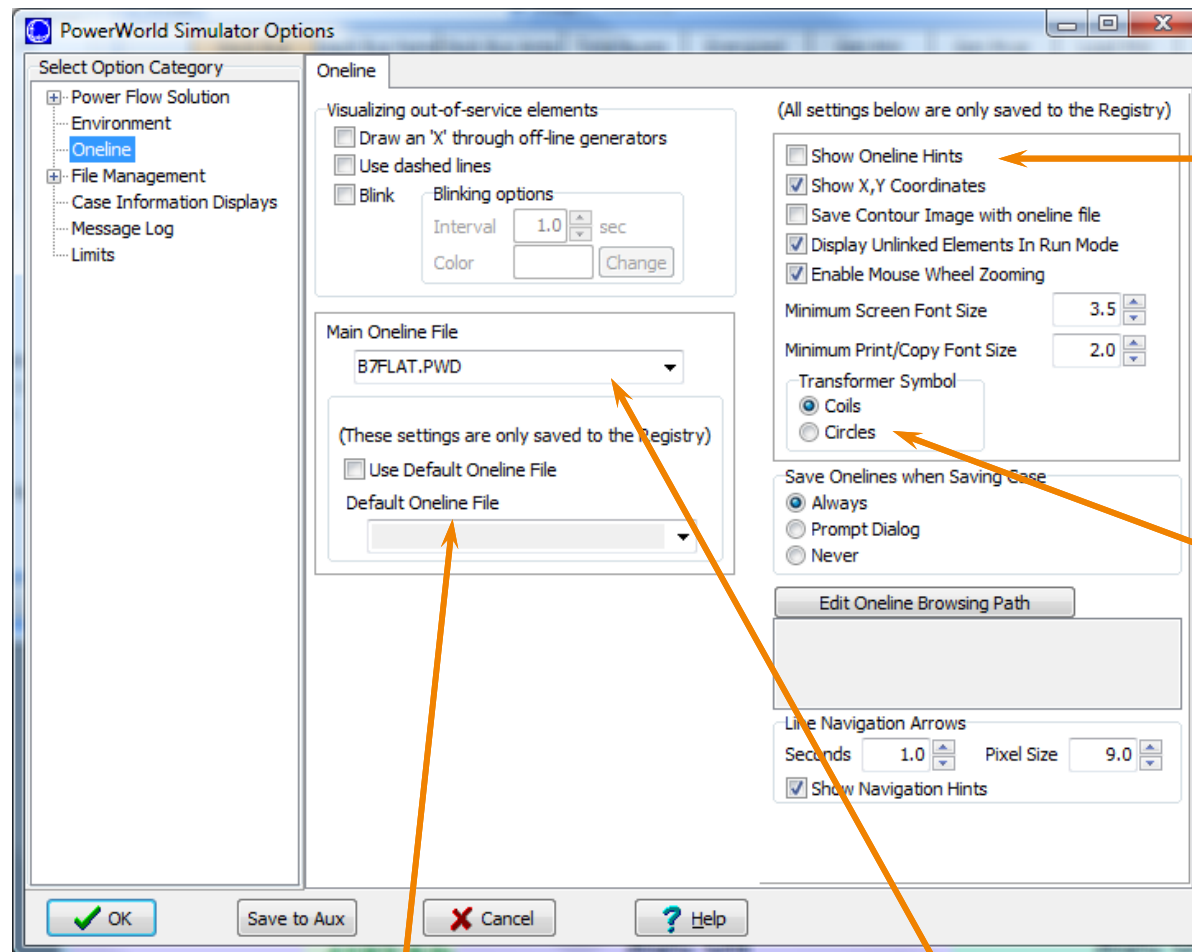 PowerWorld Simulator Options
Select Option Category
Power Flow Solution
Environment
Oneline
File Management
Case Information Displays
Message Log
Limits
Oneline
Visualizing out-of-service elements
Draw an 'X' through off-line generators
Use dashed lines
Blink
Blinking options
Interval 1.0 sec
Color Change
Main Oneline File
B7FLAT.PWD
(These settings are only saved to the Registry)
Use Default Oneline File
Default Oneline File
(All settings below are only saved to the Registry)
Show Oneline Hints
Show X,Y Coordinates
Save Contour Image with oneline file
Display Unlinked Elements In Run Mode
Enable Mouse Wheel Zooming
Minimum Screen Font Size 3.5
Minimum Print/Copy Font Size 2.0
Transformer Symbol
Coils
Circles
Save Onelines when Saving Case
Always
Prompt Dialog
Never
Edit Oneline Browsing Path
Line Navigation Arrows
Seconds 1.0 Pixel Size 9.0
Show Navigation Hints
OK Save to Aux Cancel ? Help